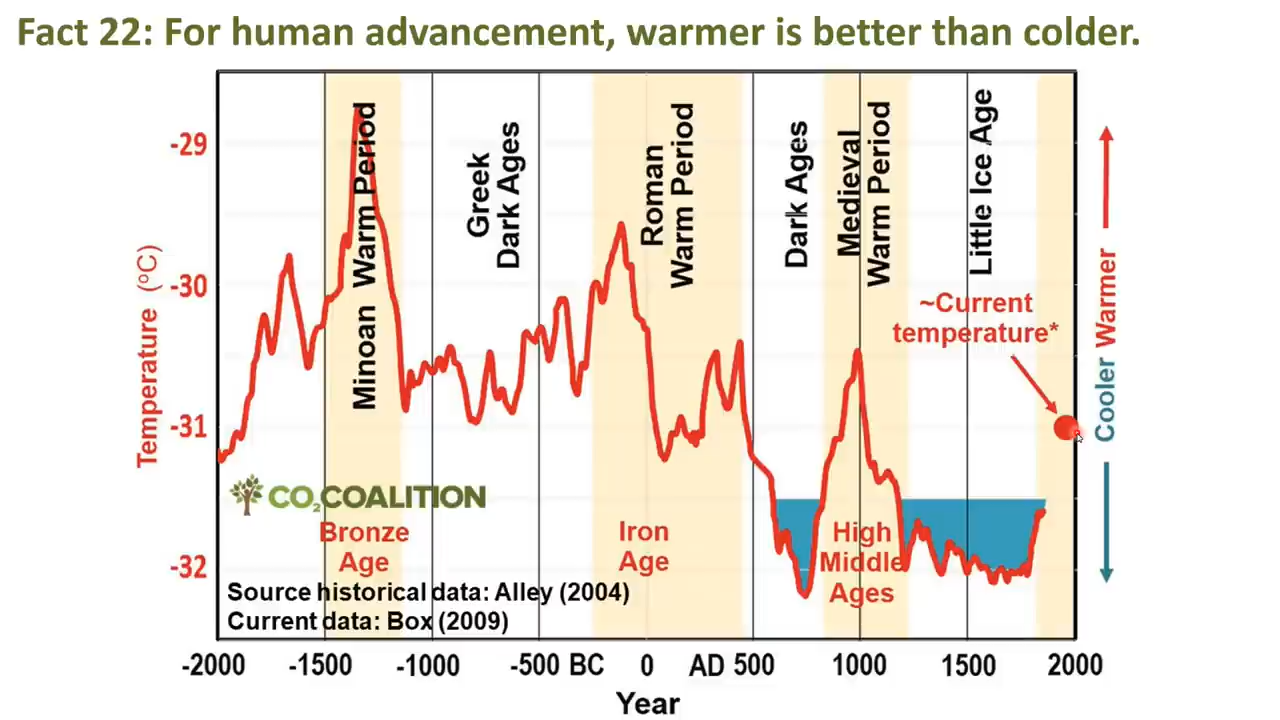 Fact 22: For human advancement, warmer is better than colder.
Temperature (°C)
-29
-30
-31
-32
Minoan Warm Period
Greek
Dark Ages
Roman
Warm Period
Dark Ages
Medieval
Warm Period
Little Ice Age
~Current
temperature*
Cooler Warmer
CO₂COALITION
Bronze
Age
Iron
Age
High
Middle
Ages
Source historical data: Alley (2004)
Current data: Box (2009)
-2000 -1500 -1000 -500 BC 0 AD 500 1000 1500 2000
Year